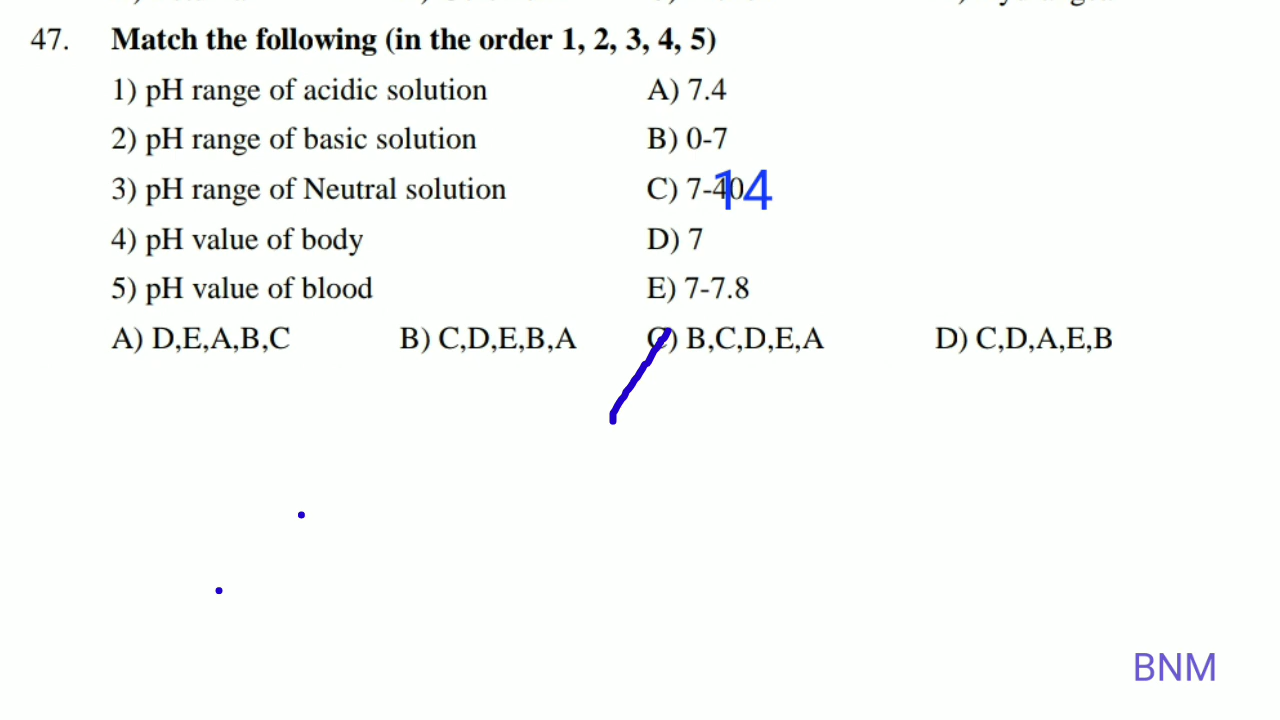 47. Match the following (in the order 1, 2, 3, 4, 5)
1) pH range of acidic solution A) 7.4
2) pH range of basic solution B) 0-7
3) pH range of Neutral solution C) 7-40 14
4) pH value of body D) 7
5) pH value of blood E) 7-7.8
A) D,E,A,B,C B) C,D,E,B,A C) B,C,D,E,A D) C,D,A,E,B
BNM